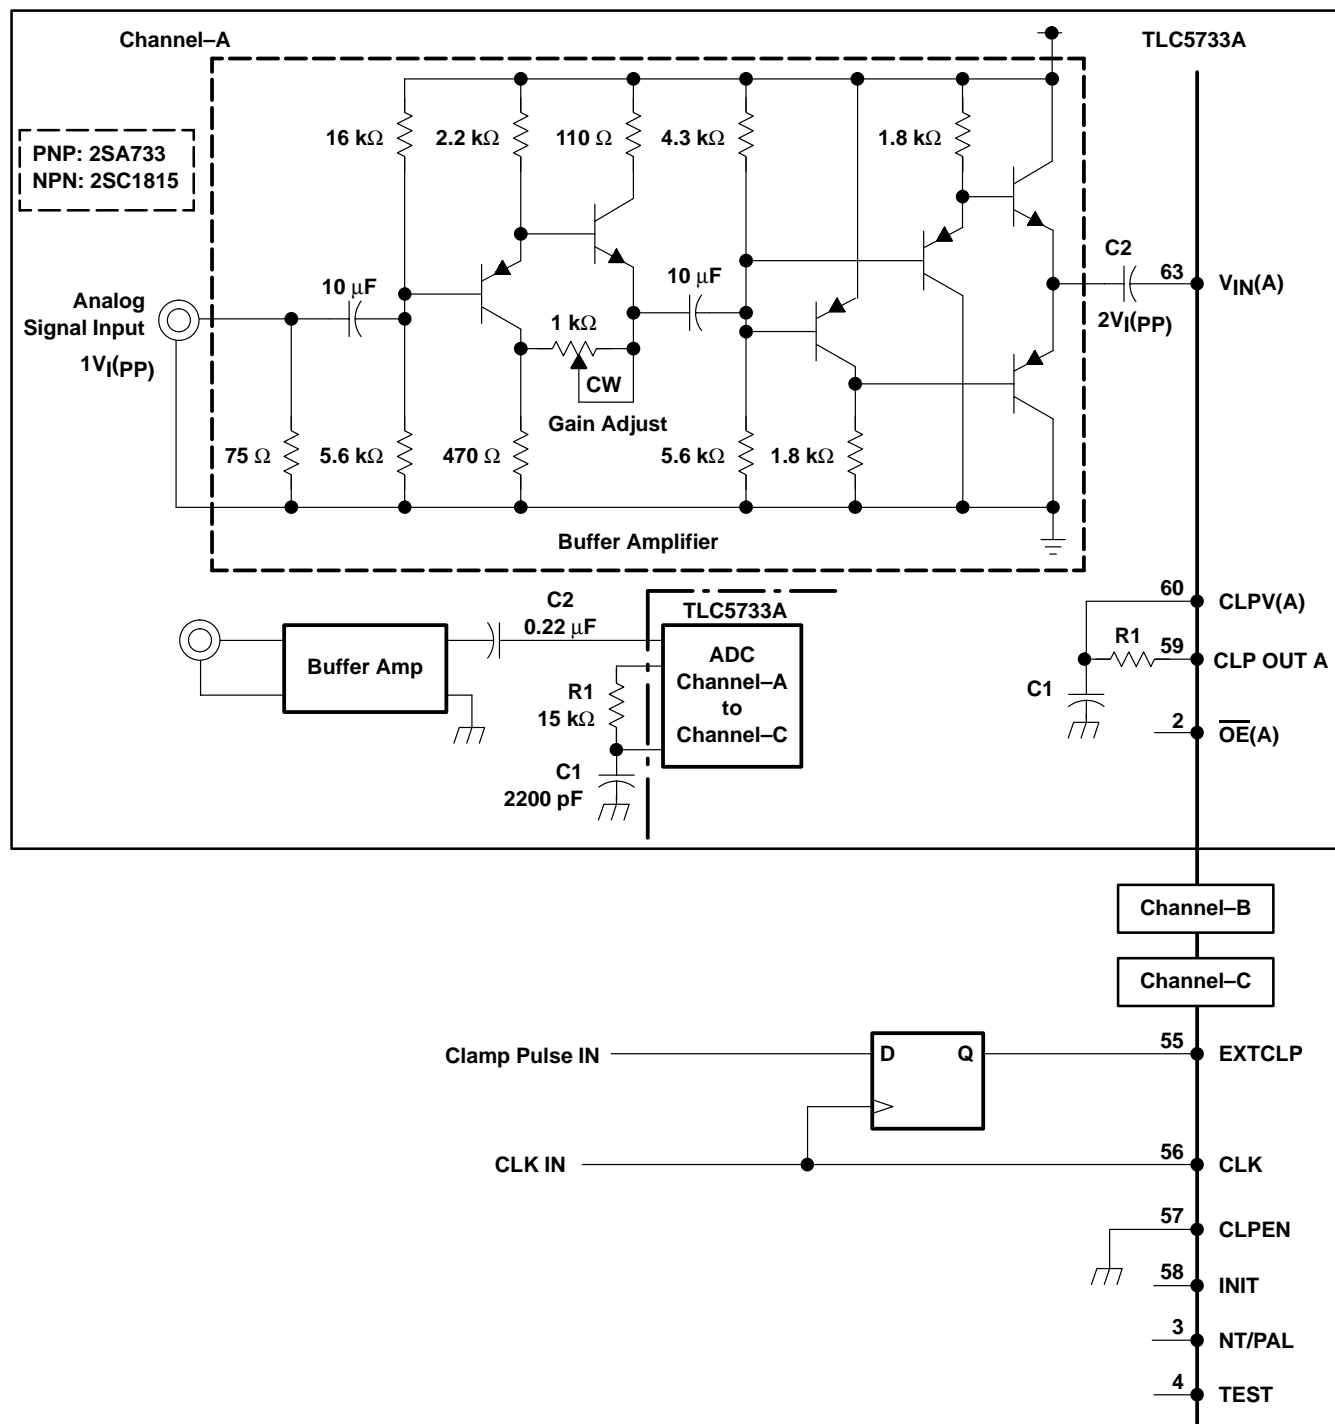 Channel–A
TLC5733A
PNP: 2SA733
NPN: 2SC1815
16 kΩ
2.2 kΩ
110 Ω
4.3 kΩ
1.8 kΩ
Analog
Signal Input
1VI(PP)
10 μF
1 kΩ
CW
Gain Adjust
10 μF
C2
2VI(PP)
63
VIN(A)
75 Ω
5.6 kΩ
470 Ω
5.6 kΩ
1.8 kΩ
Buffer Amplifier
C2
0.22 μF
TLC5733A
Buffer Amp
R1
15 kΩ
C1
2200 pF
ADC
Channel–A
to
Channel–C
60
CLPV(A)
R1
59
CLP OUT A
C1
2
OE(A)
Channel–B
Channel–C
Clamp Pulse IN
D
Q
55
EXTCLP
CLK IN
56
CLK
57
CLPEN
58
INIT
3
NT/PAL
4
TEST